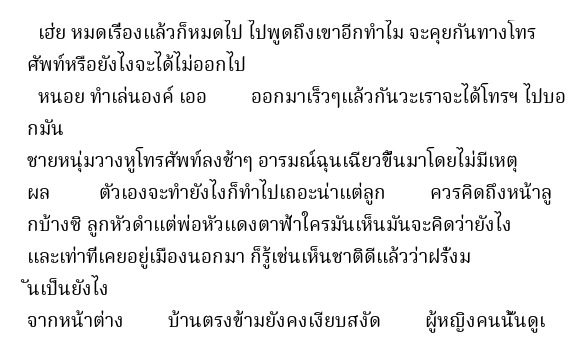 เฮ่ย หมดเรื่องแล้วก็หมดไป ไปพูดถึงเขาอีกทำไม จะคุยกันทางโทร
ศัพท์หรือยังไงจะได้ไม่ออกไป
หนอย ทำเล่นองค์ เออ ออกมาเร็วๆแล้วกันวะเราจะได้โทรฯ ไปบอ
กมัน
ชายหนุ่มวางหูโทรศัพท์ลงช้าๆ อารมณ์ฉุนเฉียวขึ้นมาโดยไม่มีเหตุ
ผล ตัวเองจะทำยังไงก็ทำไปเถอะน่าแต่ลูก ควรคิดถึงหน้าลู
กบ้างซิ ลูกหัวดำแต่พ่อหัวแดงตาฟ้าใครมันเห็นมันจะคิดว่ายังไง
และเท่าที่เคยอยู่เมืองนอกมา ก็รู้เช่นเห็นชาติดีแล้วว่าฝรั่งม
ันเป็นยังไง
จากหน้าต่าง บ้านตรงข้ามยังคงเงียบสงัด ผู้หญิงคนนั้นดูเ